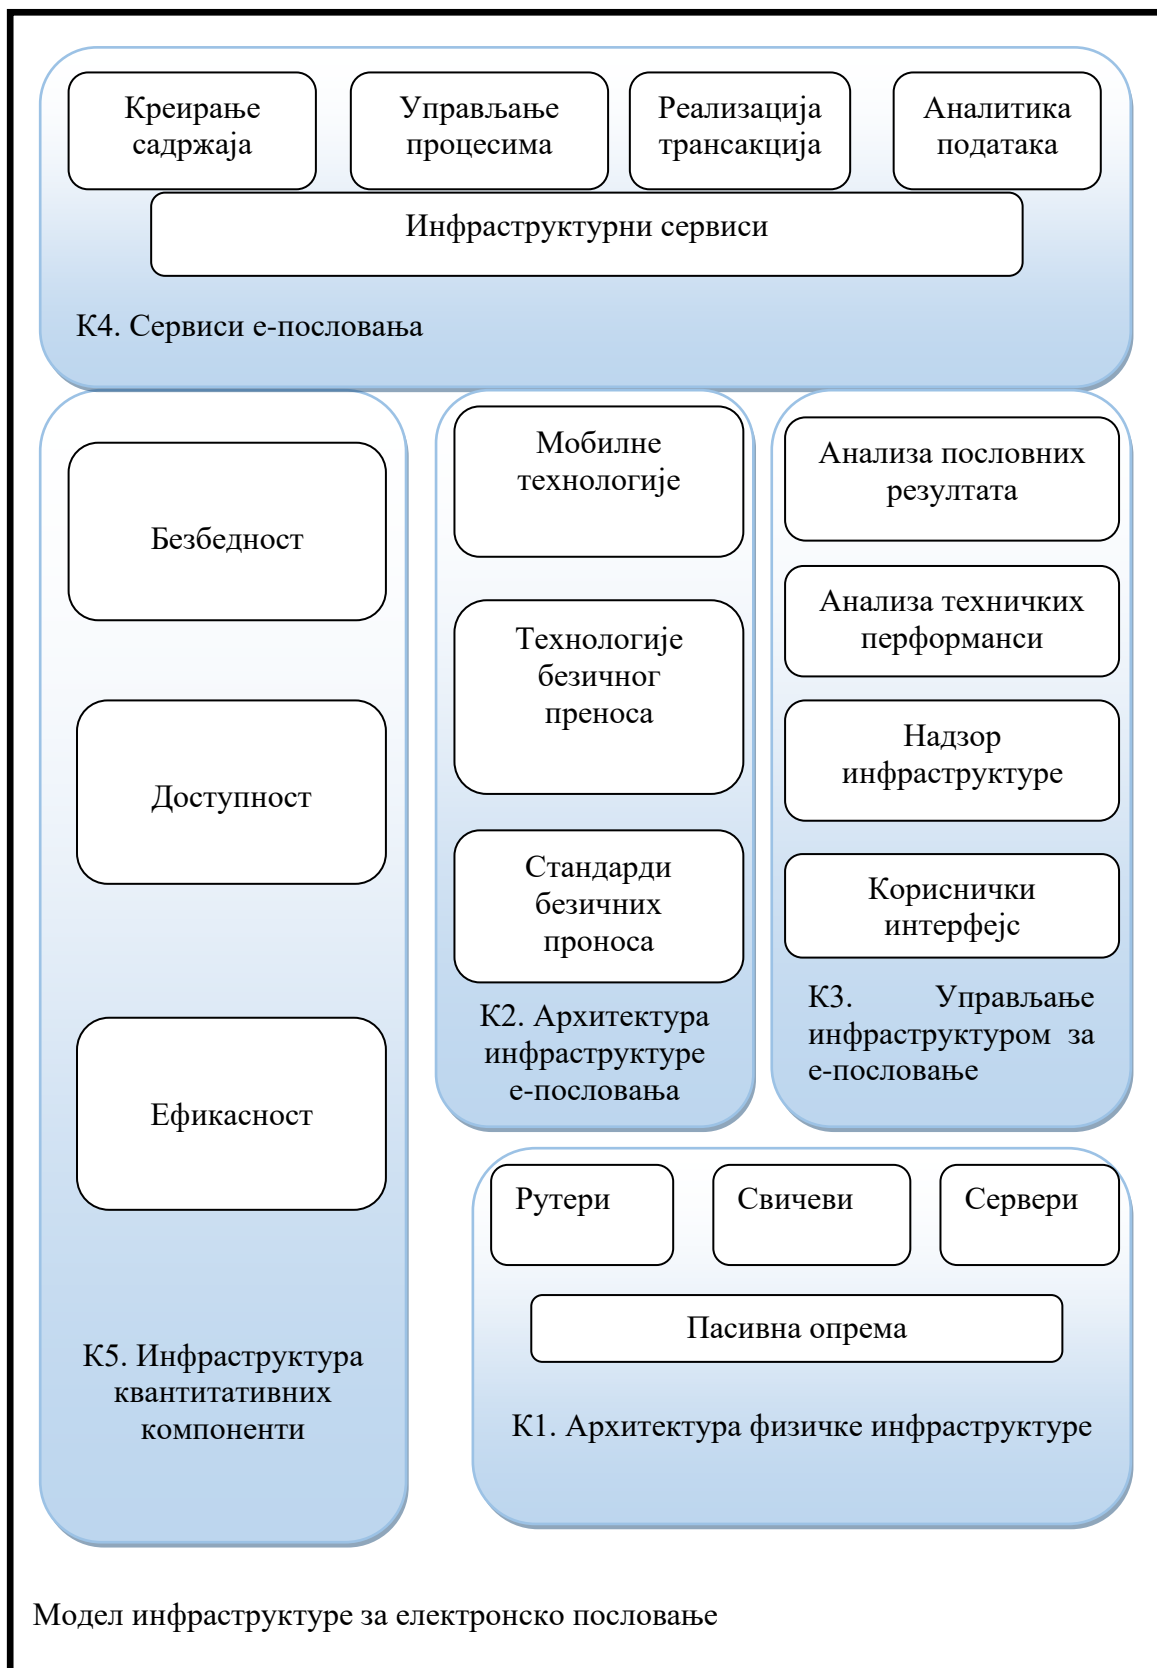 Креирање
садржаја
Управљање
процесима
Реализација
трансакција
Аналитика
података
Инфраструктурни сервиси
К4. Сервиси е-пословања
Безбедност
Доступност
Ефикасност
К5. Инфраструктура
квантитативних
компоненти
Мобилне
технологије
Технологије
безичног
преноса
Стандарди
безичних
проноса
К2. Архитектура
инфраструктуре
е-пословања
Анализа пословних
резултата
Анализа техничких
перформанси
Надзор
инфраструктуре
Кориснички
интерфејс
К3. Управљање
инфраструктуром за
е-пословање
Рутери
Свичеви
Сервери
Пасивна опрема
К1. Архитектура физичке инфраструктуре
Модел инфраструктуре за електронско пословање